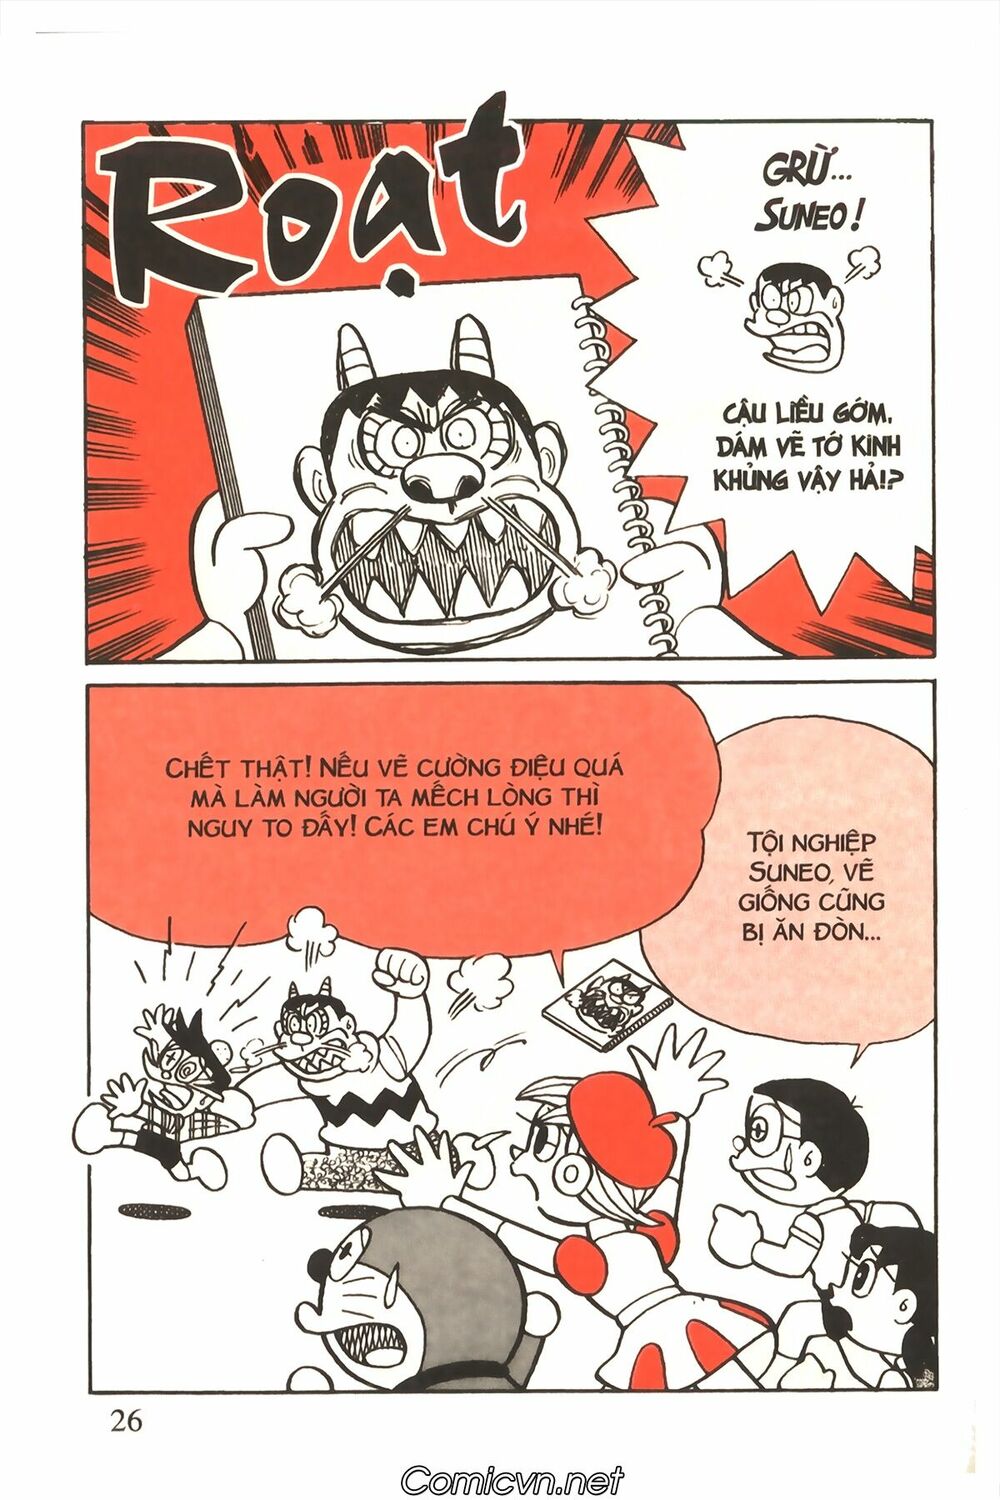 Roạt
GRỪ...
SUNEO!
CẬU LIỀU GỚM,
DÁM VẼ TỚ KINH
KHỦNG VẬY HẢ!?
CHẾT THẬT! NẾU VẼ CƯỜNG ĐIỆU QUÁ
MÀ LÀM NGƯỜI TA MẾCH LÒNG THÌ
NGUY TO ĐẤY! CÁC EM CHÚ Ý NHÉ!
TỘI NGHIỆP
SUNEO, VẼ
GIỐNG CŨNG
BỊ ĂN ĐÒN...
26
Comicvn.net